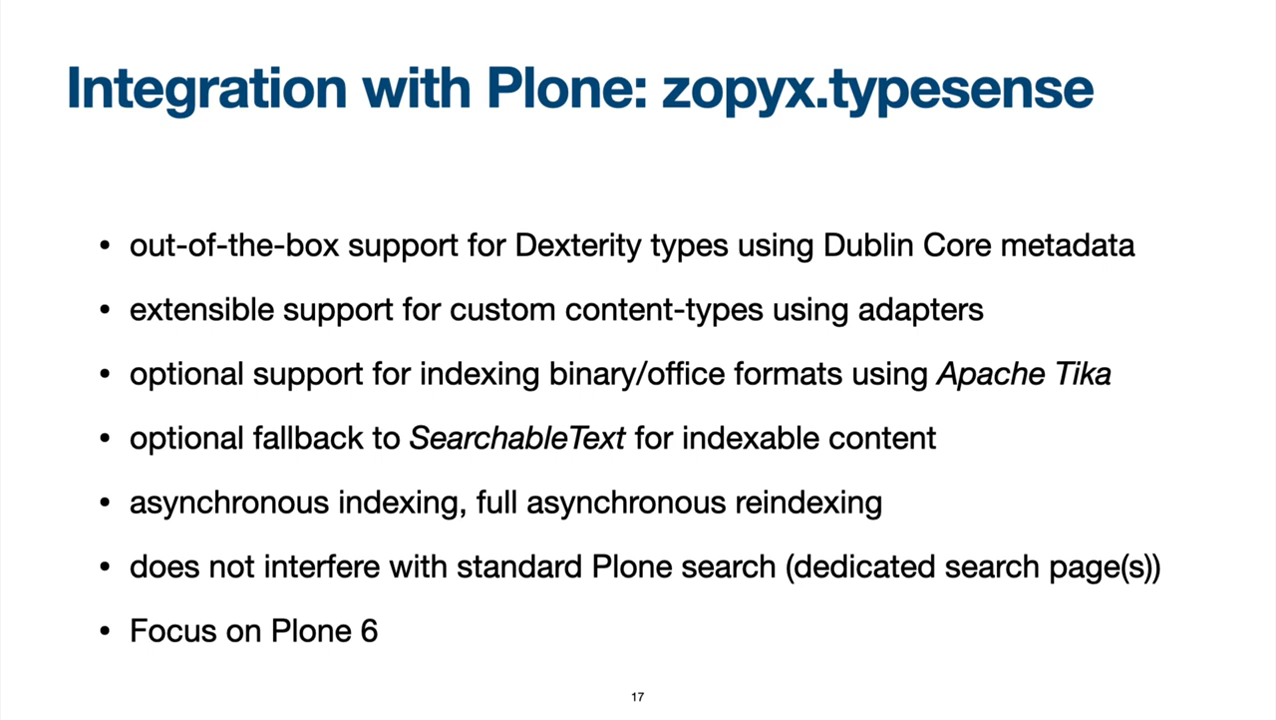 Integration with Plone: zopyx.typesense
• out-of-the-box support for Dexterity types using Dublin Core metadata
• extensible support for custom content-types using adapters
• optional support for indexing binary/office formats using Apache Tika
• optional fallback to SearchableText for indexable content
• asynchronous indexing, full asynchronous reindexing
• does not interfere with standard Plone search (dedicated search page(s))
• Focus on Plone 6
17